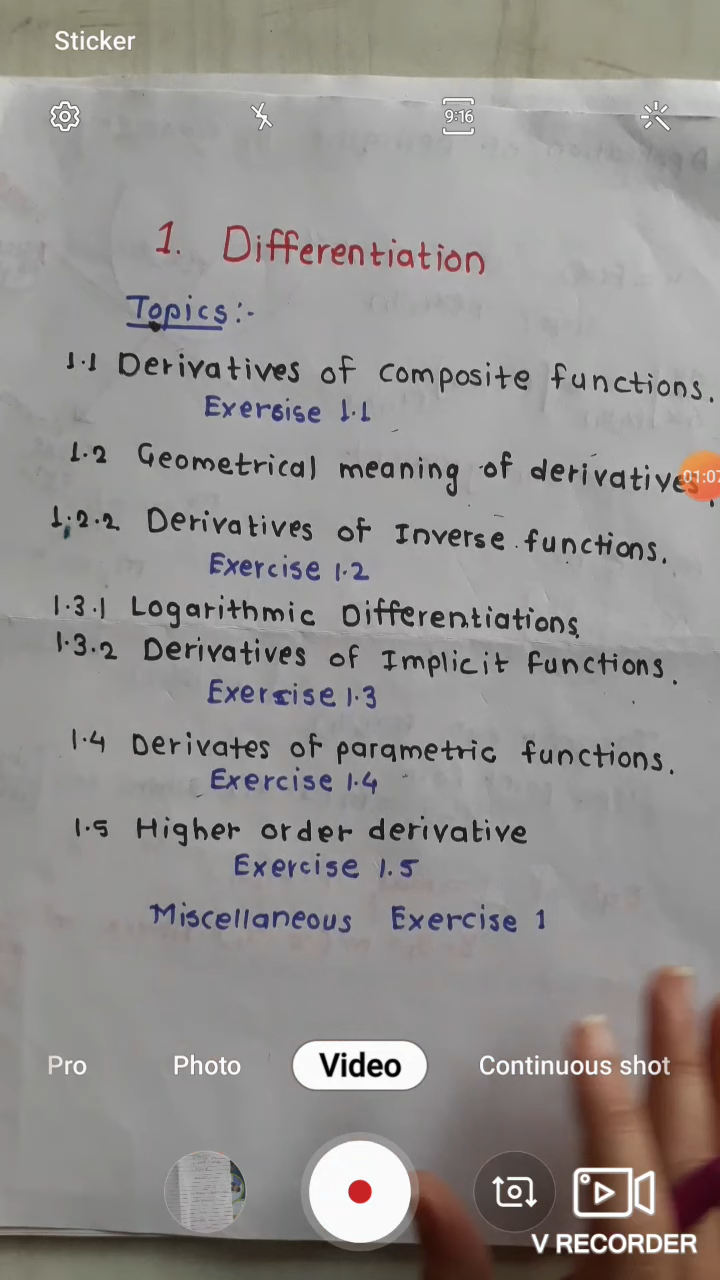 Sticker
9:16
1. Differentiation
Topics:-
1.1 Derivatives of composite functions.
Exersise 1.1
1.2 Geometrical meaning of derivatives.
01:07
1.2.2 Derivatives of Inverse functions.
Exercise 1.2
1.3.1 Logarithmic Differentiations
1.3.2 Derivatives of Implicit functions.
Exercise 1.3
1.4 Derivates of parametric functions.
Exercise 1.4
1.5 Higher order derivative
Exercise 1.5
Miscellaneous Exercise 1
Pro Photo Video Continuous shot
V RECORDER